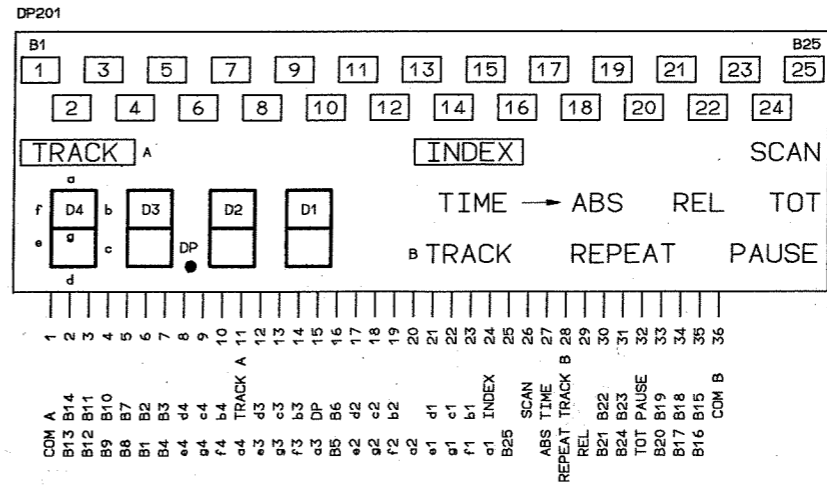 DP201
B1 B25
1 3 5 7 9 11 13 15 17 19 21 23 25
2 4 6 8 10 12 14 16 18 20 22 24
TRACK A INDEX SCAN
a
f D4 b D3 D2 D1 TIME → ABS REL TOT
e g c DP B TRACK REPEAT PAUSE
d
1 2 3 4 5 6 7 8 9 10 11 12 13 14 15 16 17 18 19 20 21 22 23 24 25 26 27 28 29 30 31 32 33 34 35 36
COM A
B13 B14
B12 B11
B9 B10
B8 B7
B1 B2
B4 B3
e4 d4
g4 c4
f4 b4
a4 TRACK A
e3 d3
g3 c3
f3 b3
a3 DP
B5 B6
e2 d2
g2 c2
f2 b2
a2
e1 d1
g1 c1
f1 b1
a1 INDEX
B25
SCAN
ABS TIME
REPEAT TRACK B
REL
B21 B22
B24 B23
TOT PAUSE
B20 B19
B17 B18
B16 B15
COM B